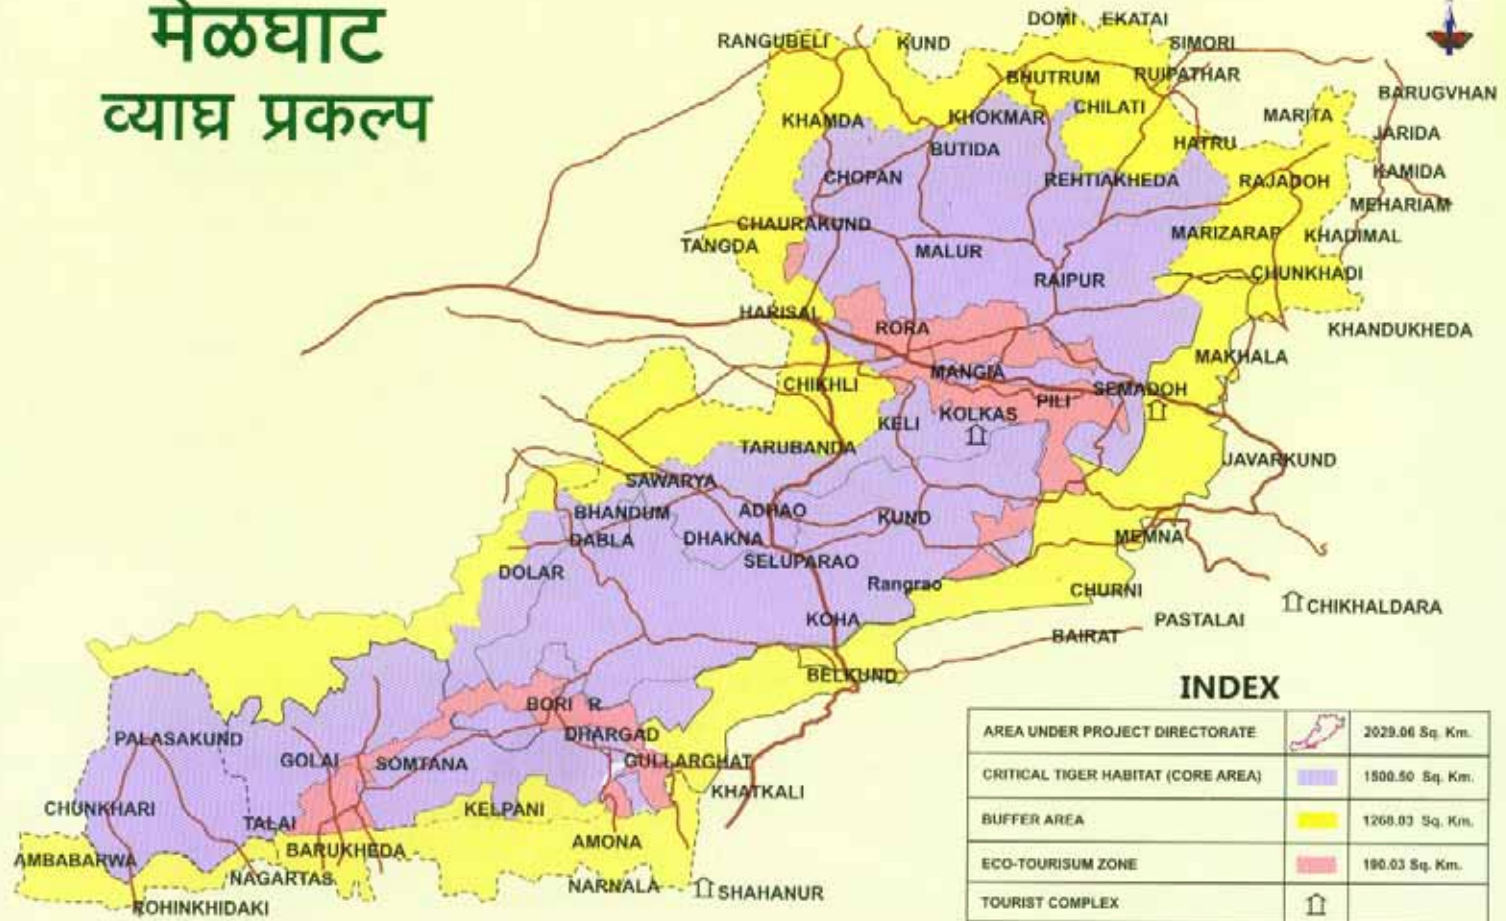 मेळघाट
व्याघ्र प्रकल्प
DOMI EKATAI
RANGUBELI
KUND
SIMORI
BHUTRUM
RUIPATHAR
BARUGVHAN
KHAMDA
KHOKMAR
CHILATI
MARITA
JARIDA
BUTIDA
HATRU
CHOPAN
REHTIAKHEDA
RAJADOH
KAMIDA
MEHARIAM
CHAURAKUND
TANGDA
MALUR
MARIZARAP
KHADIMAL
RAIPUR
CHUNKHADI
HARISAL
RORA
KHANDUKHEDA
MAKHALA
MANGIA
CHIKHLI
SEMADOH
KELI
KOLKAS
PILI
TARUBANDA
JAVARKUND
SAWARYA
BHANDUM
ADHAO
KUND
DABLA
DHAKNA
MEMNA
SELUPARAO
DOLAR
Rangrao
CHURNI
CHIKHALDARA
KOHA
PASTALAI
BAIRAT
BELKUND
BORI R
PALASAKUND
DHARGAD
GOLAI
SOMTANA
GULLARGHAT
KHATKALI
CHUNKHARI
TALAI
KELPANI
AMONA
BARUKHEDA
AMBABARWA
NAGARTAS
NARNALA
SHAHANUR
ROHINKHIDAKI
INDEX
AREA UNDER PROJECT DIRECTORATE 2029.06 Sq. Km.
CRITICAL TIGER HABITAT (CORE AREA) 1500.50 Sq. Km.
BUFFER AREA 1268.03 Sq. Km.
ECO-TOURISUM ZONE 190.03 Sq. Km.
TOURIST COMPLEX